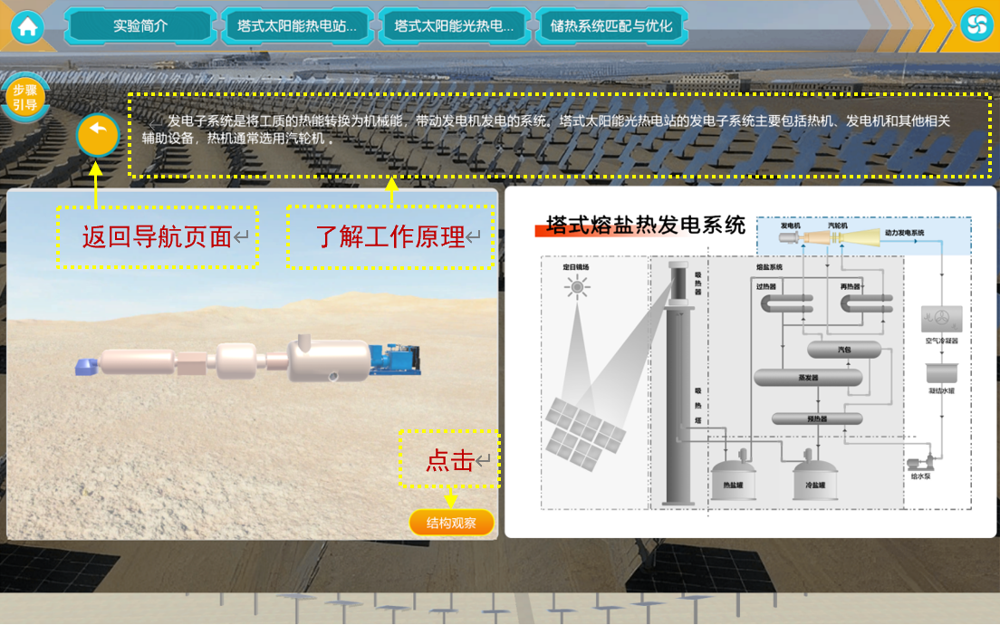 实验简介
塔式太阳能热电站...
塔式太阳能光热电...
储热系统匹配与优化
步骤
引导
发电子系统是将工质的热能转换为机械能，带动发电机发电的系统。塔式太阳能光热电站的发电子系统主要包括热机、发电机和其他相关
辅助设备，热机通常选用汽轮机 。
返回导航页面↵
了解工作原理↵
点击↵
结构观察
塔式熔盐热发电系统
发电机
汽轮机
动力发电系统
定日镜场
吸热器
熔盐系统
过热器
再热器
空气冷凝器
汽包
凝结水罐
蒸发器
吸热塔
预热器
给水泵
热盐罐
冷盐罐